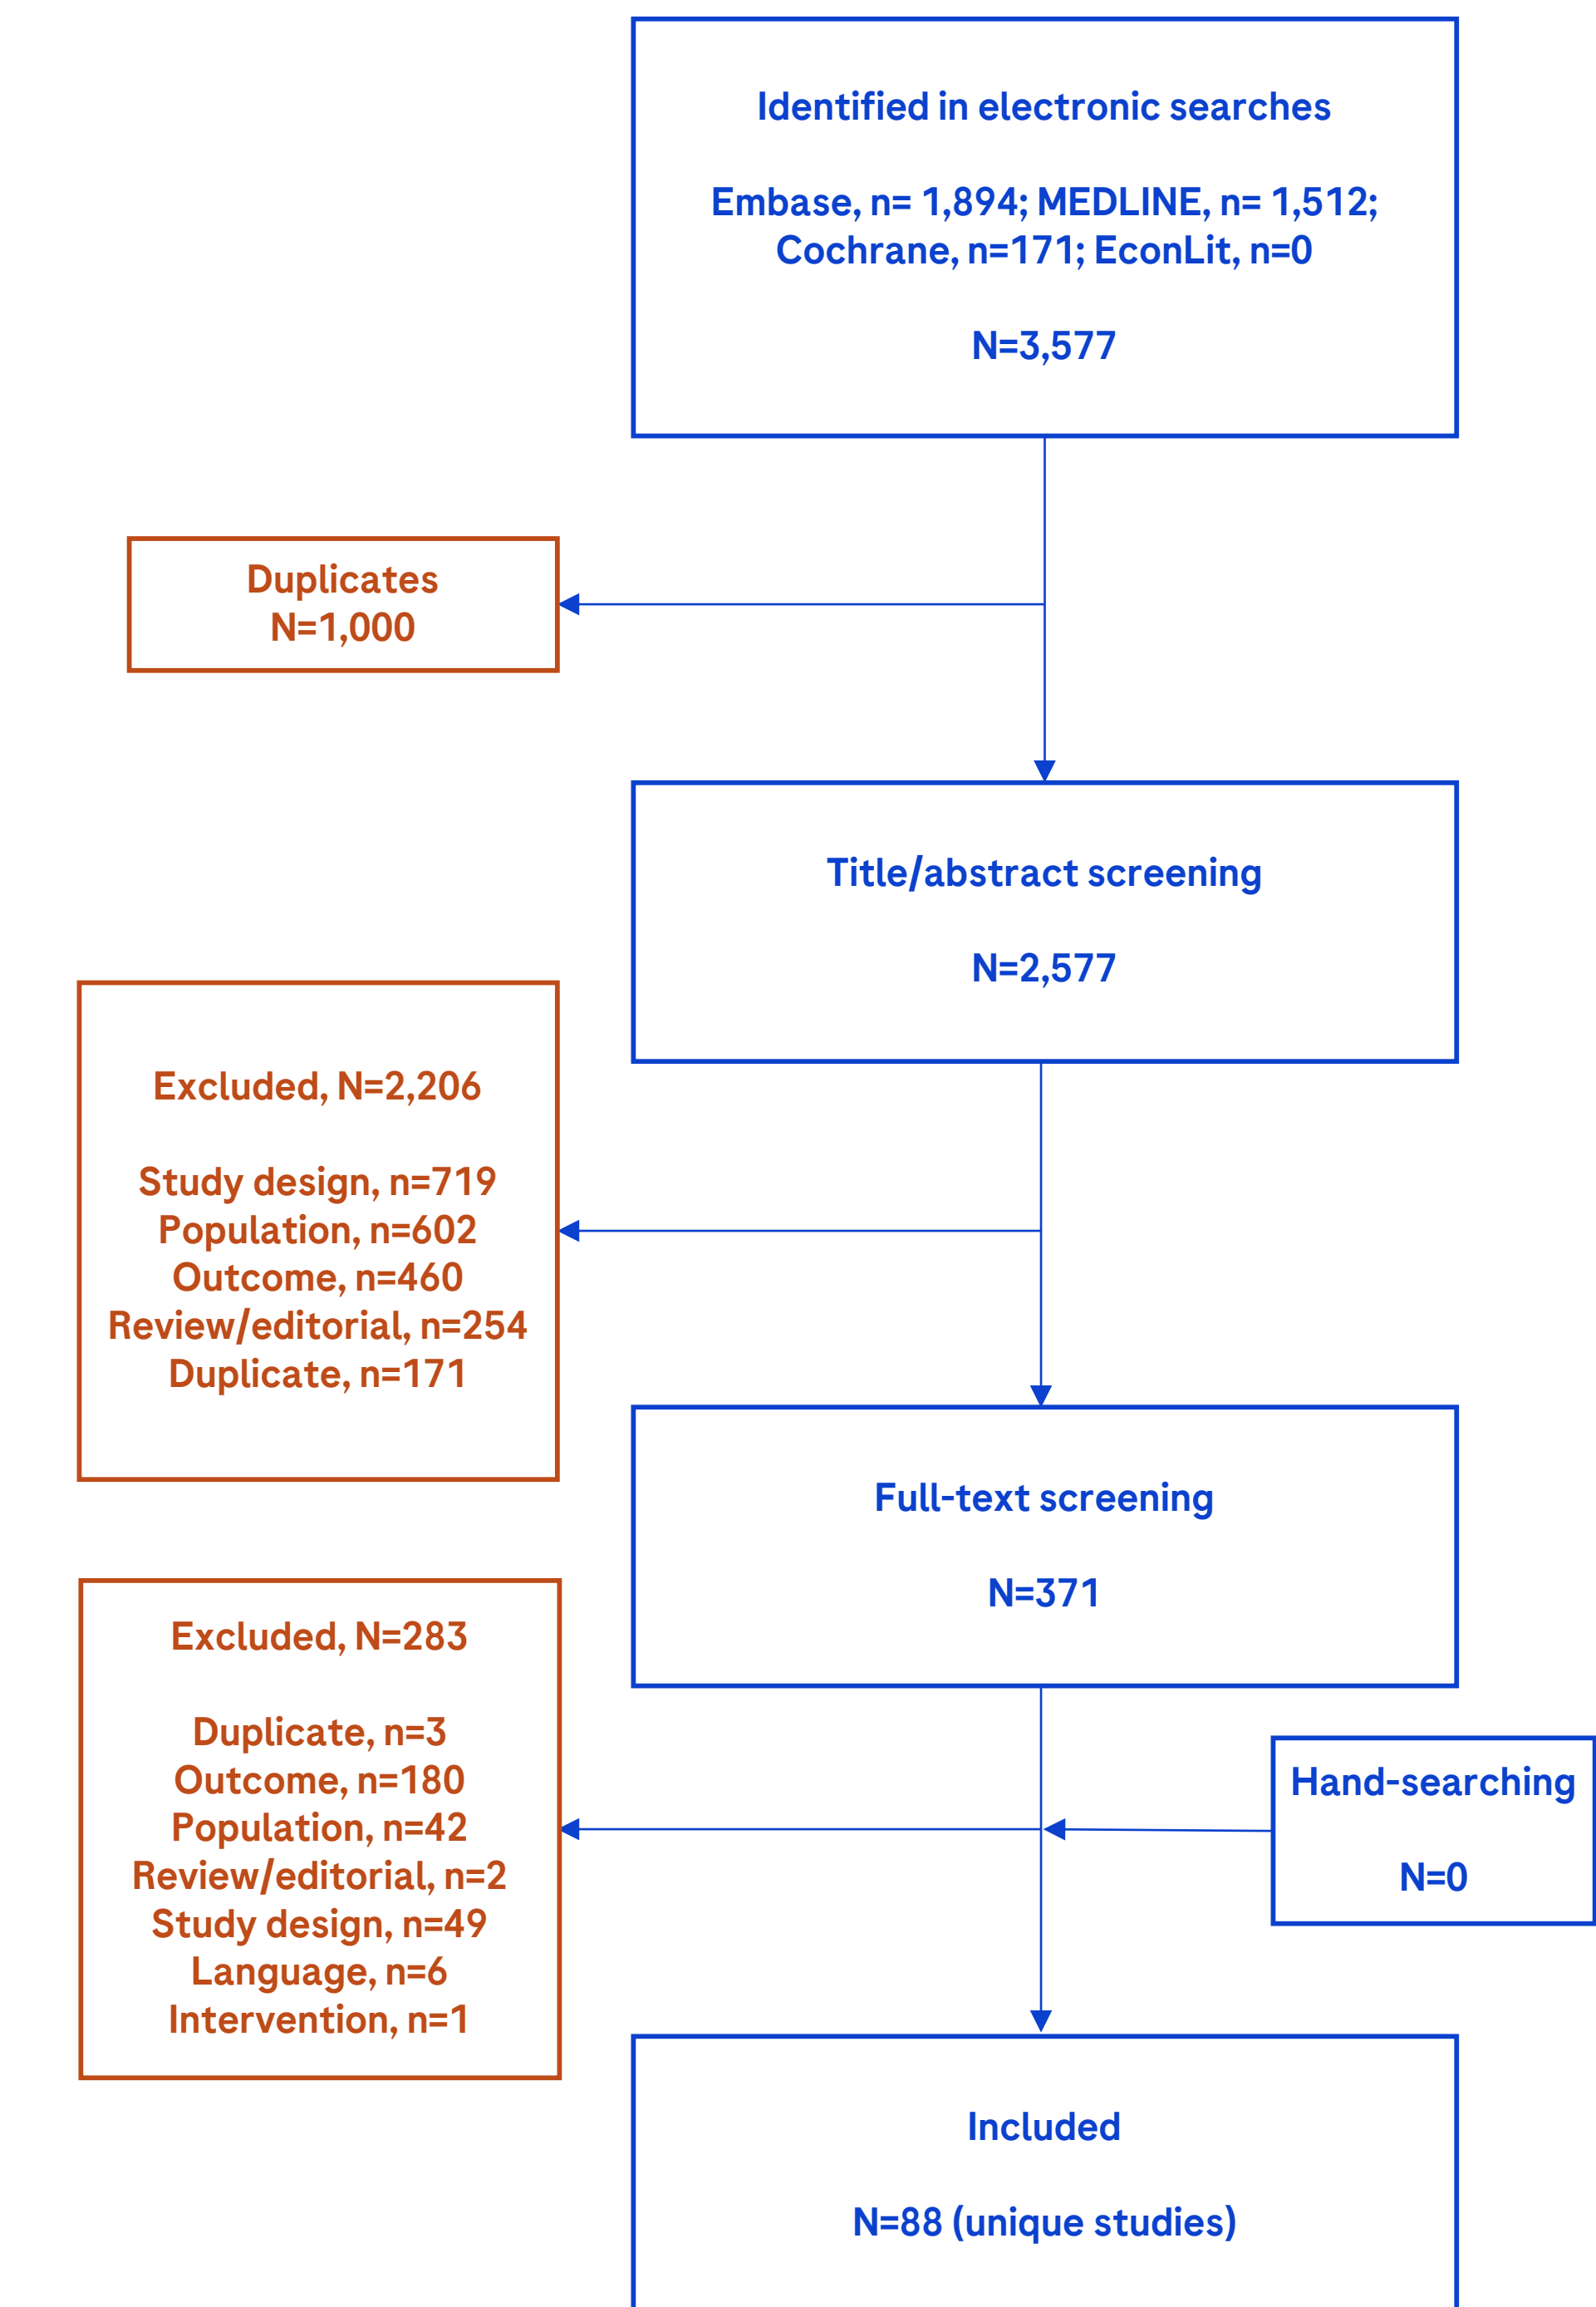 Identified in electronic searches
Embase, n= 1,894; MEDLINE, n= 1,512;
Cochrane, n=171; EconLit, n=0
N=3,577
Duplicates
N=1,000
Title/abstract screening
N=2,577
Excluded, N=2,206
Study design, n=719
Population, n=602
Outcome, n=460
Review/editorial, n=254
Duplicate, n=171
Full-text screening
N=371
Excluded, N=283
Duplicate, n=3
Outcome, n=180
Population, n=42
Review/editorial, n=2
Study design, n=49
Language, n=6
Intervention, n=1
Hand-searching
N=0
Included
N=88 (unique studies)